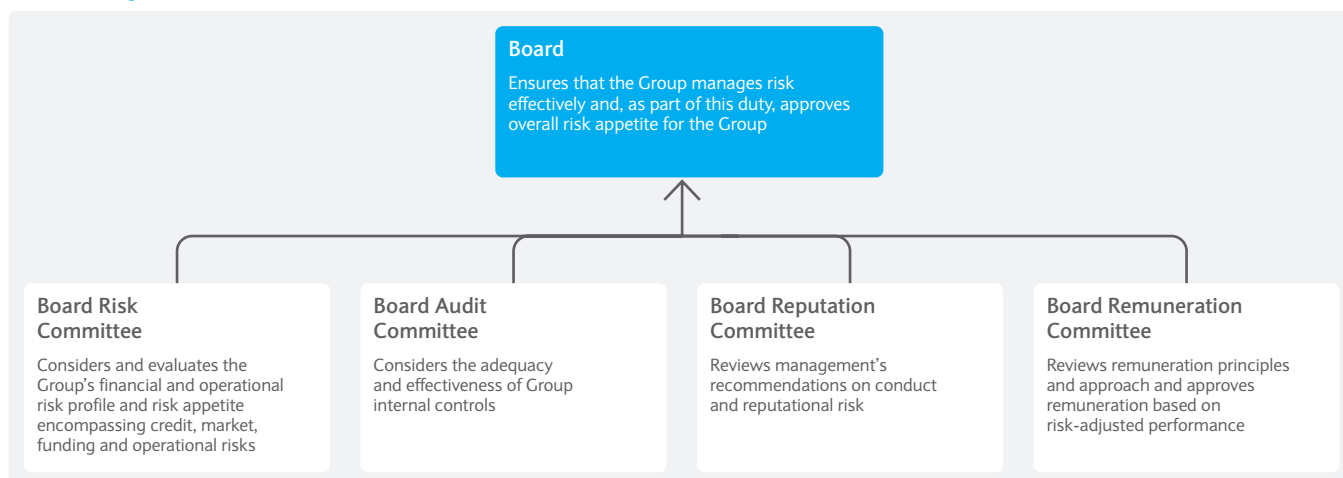 Board
Ensures that the Group manages risk
effectively and, as part of this duty, approves
overall risk appetite for the Group
Board Risk
Committee
Considers and evaluates the
Group's financial and operational
risk profile and risk appetite
encompassing credit, market,
funding and operational risks
Board Audit
Committee
Considers the adequacy
and effectiveness of Group
internal controls
Board Reputation
Committee
Reviews management's
recommendations on conduct
and reputational risk
Board Remuneration
Committee
Reviews remuneration principles
and approach and approves
remuneration based on
risk-adjusted performance